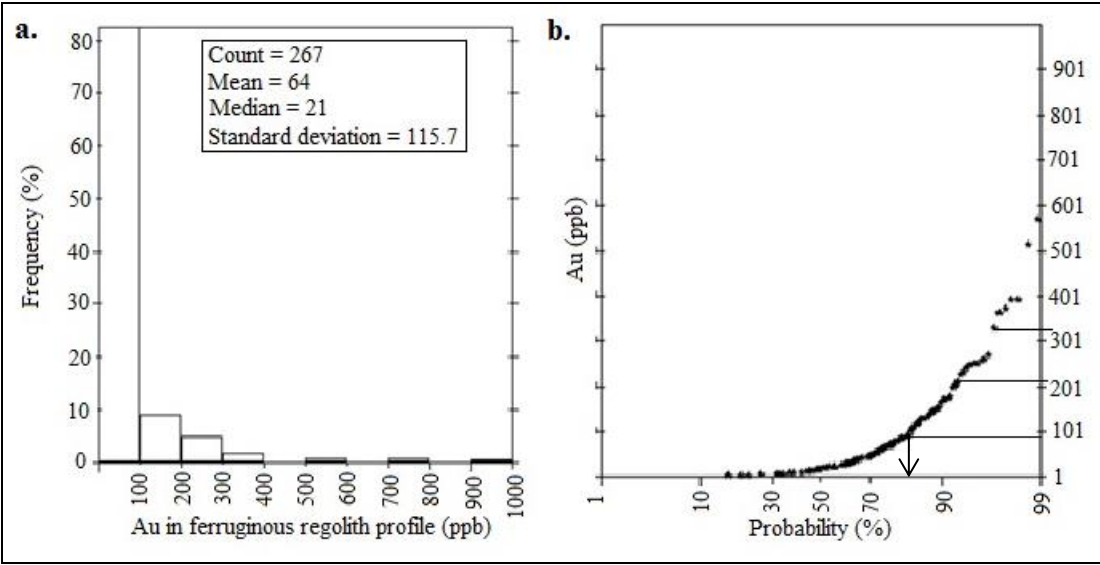 a.
Count = 267
Mean = 64
Median = 21
Standard deviation = 115.7
Frequency (%)
80
70
60
50
40
30
20
10
0
100 200 300 400 500 600 700 800 900 1000
Au in ferruginous regolith profile (ppb)
b.
Au (ppb)
901
801
701
601
501
401
301
201
101
1
1 10 30 50 70 90 99
Probability (%)